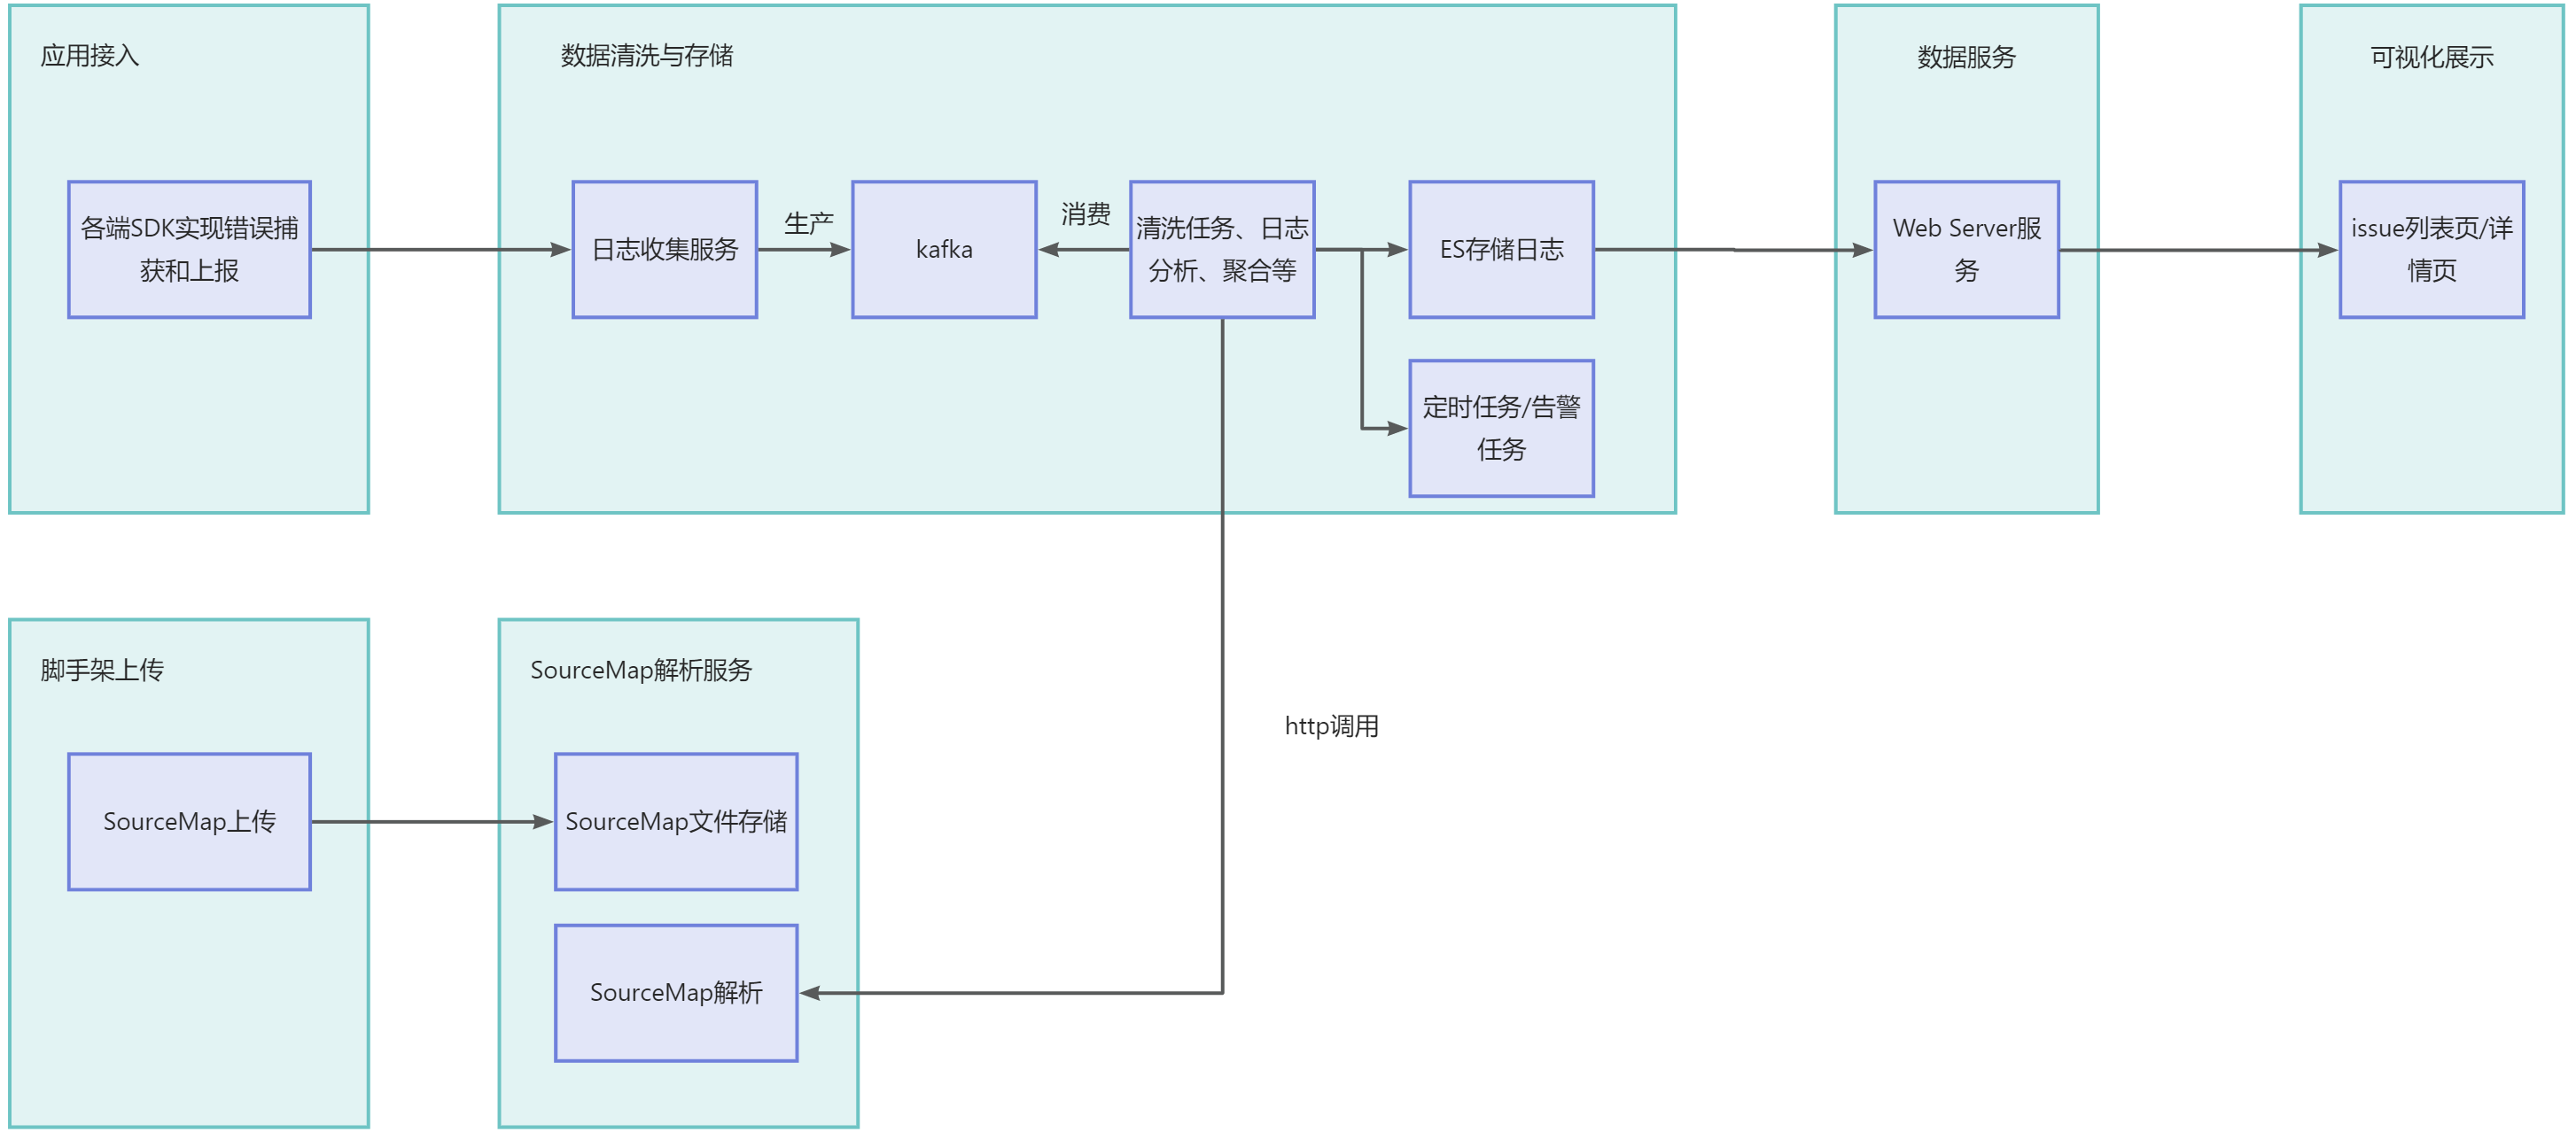 应用接入
数据清洗与存储
数据服务
可视化展示
各端SDK实现错误捕
获和上报
日志收集服务
生产
kafka
消费
清洗任务、日志
分析、聚合等
ES存储日志
Web Server服
务
issue列表页/详
情页
定时任务/告警
任务
脚手架上传
SourceMap解析服务
http调用
SourceMap上传
SourceMap文件存储
SourceMap解析